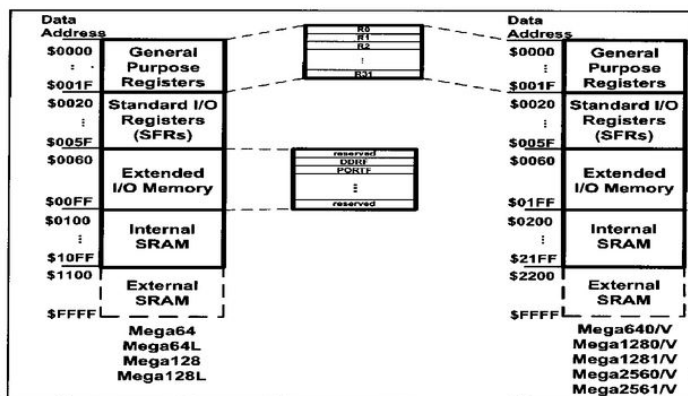 Data
Address
$0000
⋮
$001F
$0020
⋮
$005F
$0060
$00FF
$0100
⋮
$10FF
$1100
$FFFF
General
Purpose
Registers
Standard I/O
Registers
(SFRs)
Extended
I/O Memory
Internal
SRAM
External
SRAM
Mega64
Mega64L
Mega128
Mega128L
R0
R1
R2
⋮
R31
reserved
DDRF
PORTF
⋮
reserved
Data
Address
$0000
⋮
$001F
$0020
⋮
$005F
$0060
$01FF
$0200
⋮
$21FF
$2200
$FFFF
General
Purpose
Registers
Standard I/O
Registers
(SFRs)
Extended
I/O Memory
Internal
SRAM
External
SRAM
Mega640/V
Mega1280/V
Mega1281/V
Mega2560/V
Mega2561/V